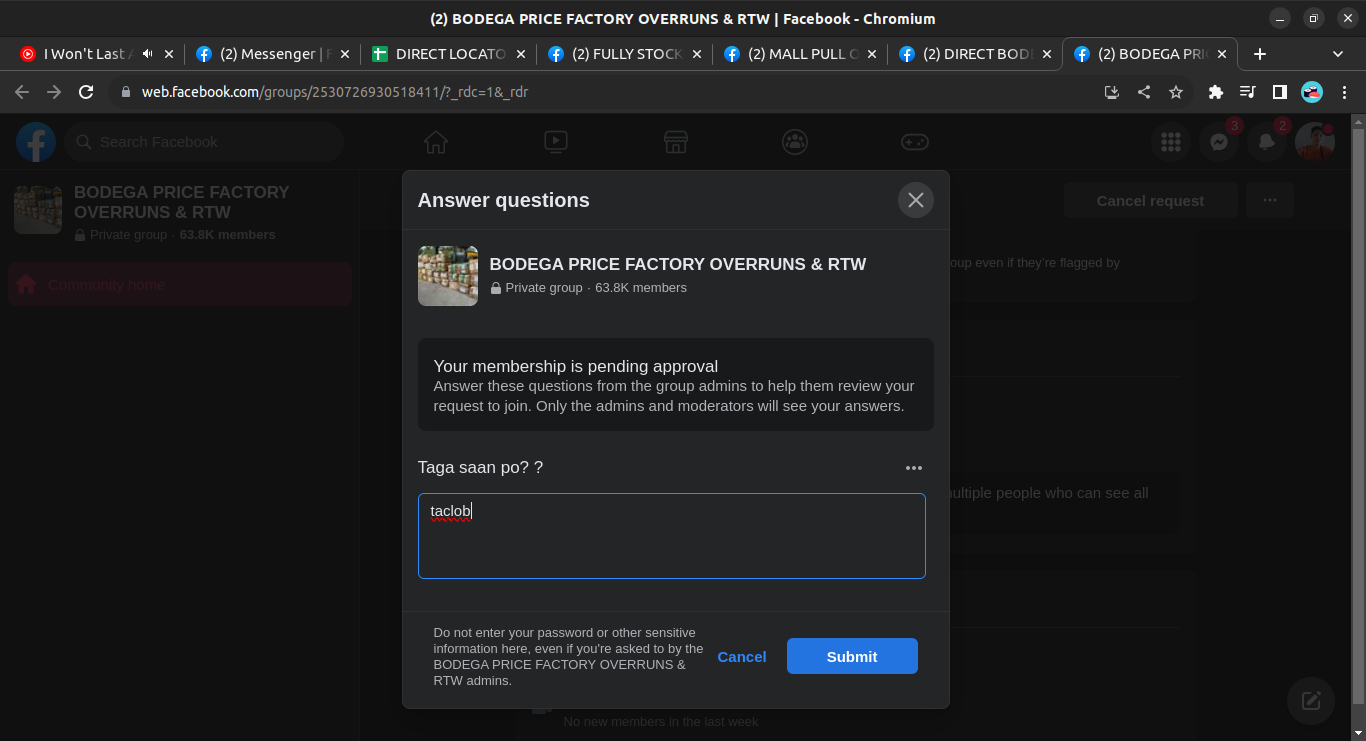 (2) BODEGA PRICE FACTORY OVERRUNS & RTW | Facebook - Chromium
I Won't Last (2) Messenger | DIRECT LOCATO (2) FULLY STOCK (2) MALL PULL (2) DIRECT BODE (2) BODEGA PRI
web.facebook.com/groups/2530726930518411/?_rdc=1&_rdr
Search Facebook
3
2
BODEGA PRICE FACTORY
OVERRUNS & RTW
Private group · 63.8K members
Community home
Cancel request
Answer questions
BODEGA PRICE FACTORY OVERRUNS & RTW
Private group · 63.8K members
oup even if they're flagged by
Your membership is pending approval
Answer these questions from the group admins to help them review your
request to join. Only the admins and moderators will see your answers.
Taga saan po? ?
taclob
multiple people who can see all
Do not enter your password or other sensitive
information here, even if you're asked to by the
BODEGA PRICE FACTORY OVERRUNS &
RTW admins.
Cancel
Submit
No new members in the last week